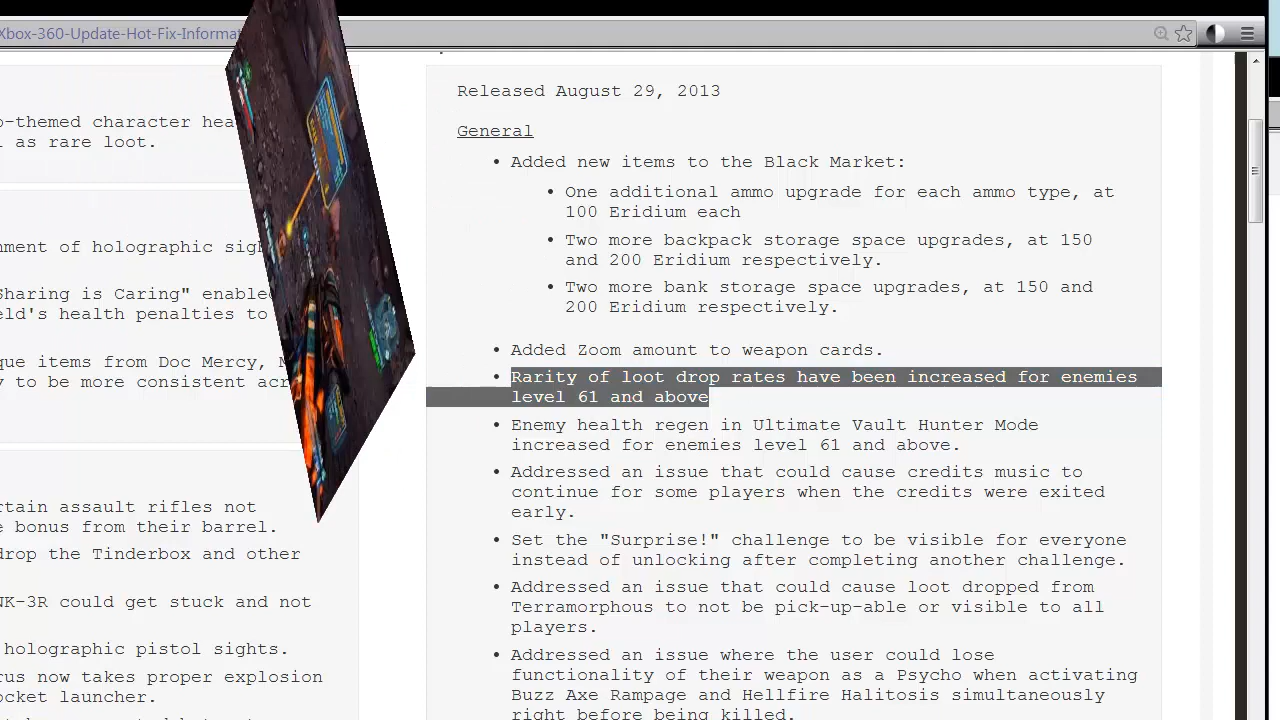 Xbox-360-Update-Hot-Fix-Informat
-themed character hea
l as rare loot.
nment of holographic sig
Sharing is Caring" enable
eld's health penalties to
que items from Doc Mercy,
y to be more consistent acr
rtain assault rifles not
e bonus from their barrel.
drop the Tinderbox and other
NK-3R could get stuck and not
holographic pistol sights.
rus now takes proper explosion
ocket launcher.
Released August 29, 2013
General
• Added new items to the Black Market:
• One additional ammo upgrade for each ammo type, at
100 Eridium each
• Two more backpack storage space upgrades, at 150
and 200 Eridium respectively.
• Two more bank storage space upgrades, at 150 and
200 Eridium respectively.
• Added Zoom amount to weapon cards.
• Rarity of loot drop rates have been increased for enemies
level 61 and above
• Enemy health regen in Ultimate Vault Hunter Mode
increased for enemies level 61 and above.
• Addressed an issue that could cause credits music to
continue for some players when the credits were exited
early.
• Set the "Surprise!" challenge to be visible for everyone
instead of unlocking after completing another challenge.
• Addressed an issue that could cause loot dropped from
Terramorphous to not be pick-up-able or visible to all
players.
• Addressed an issue where the user could lose
functionality of their weapon as a Psycho when activating
Buzz Axe Rampage and Hellfire Halitosis simultaneously
right before being killed.